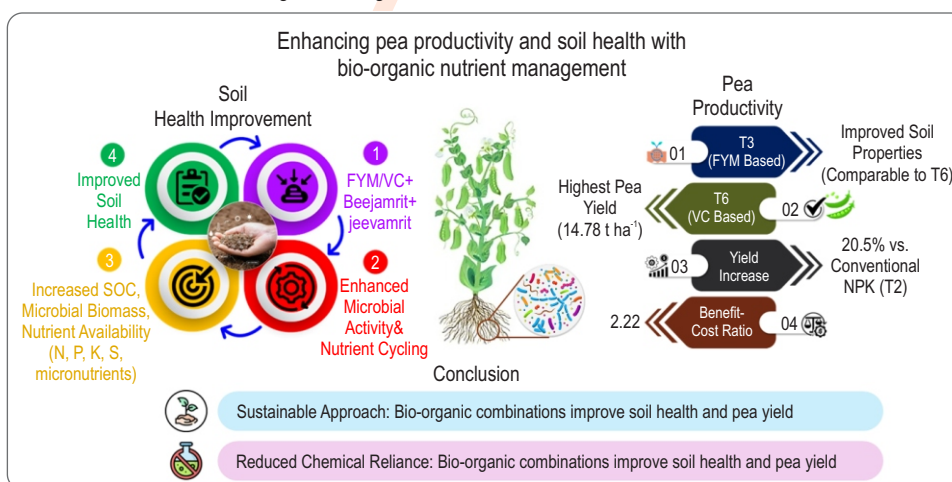 Enhancing pea productivity and soil health with
bio-organic nutrient management
Soil
Health Improvement
4
Improved
Soil
Health
1
FYM/VC+
Beejamrit+
jeevamrit
3
Increased SOC,
Microbial Biomass,
Nutrient Availability
(N, P, K, S,
micronutrients)
2
Enhanced
Microbial
Activity&
Nutrient Cycling
Pea
Productivity
01
T3
(FYM Based)
Improved Soil
Properties
(Comparable to T6)
Highest Pea
Yield
(14.78 t ha⁻¹)
T6
(VC Based)
02
03
Yield
Increase
20.5% vs.
Conventional
NPK (T2)
2.22
Benefit-
Cost Ratio
04
Conclusion
Sustainable Approach: Bio-organic combinations improve soil health and pea yield
Reduced Chemical Reliance: Bio-organic combinations improve soil health and pea yield